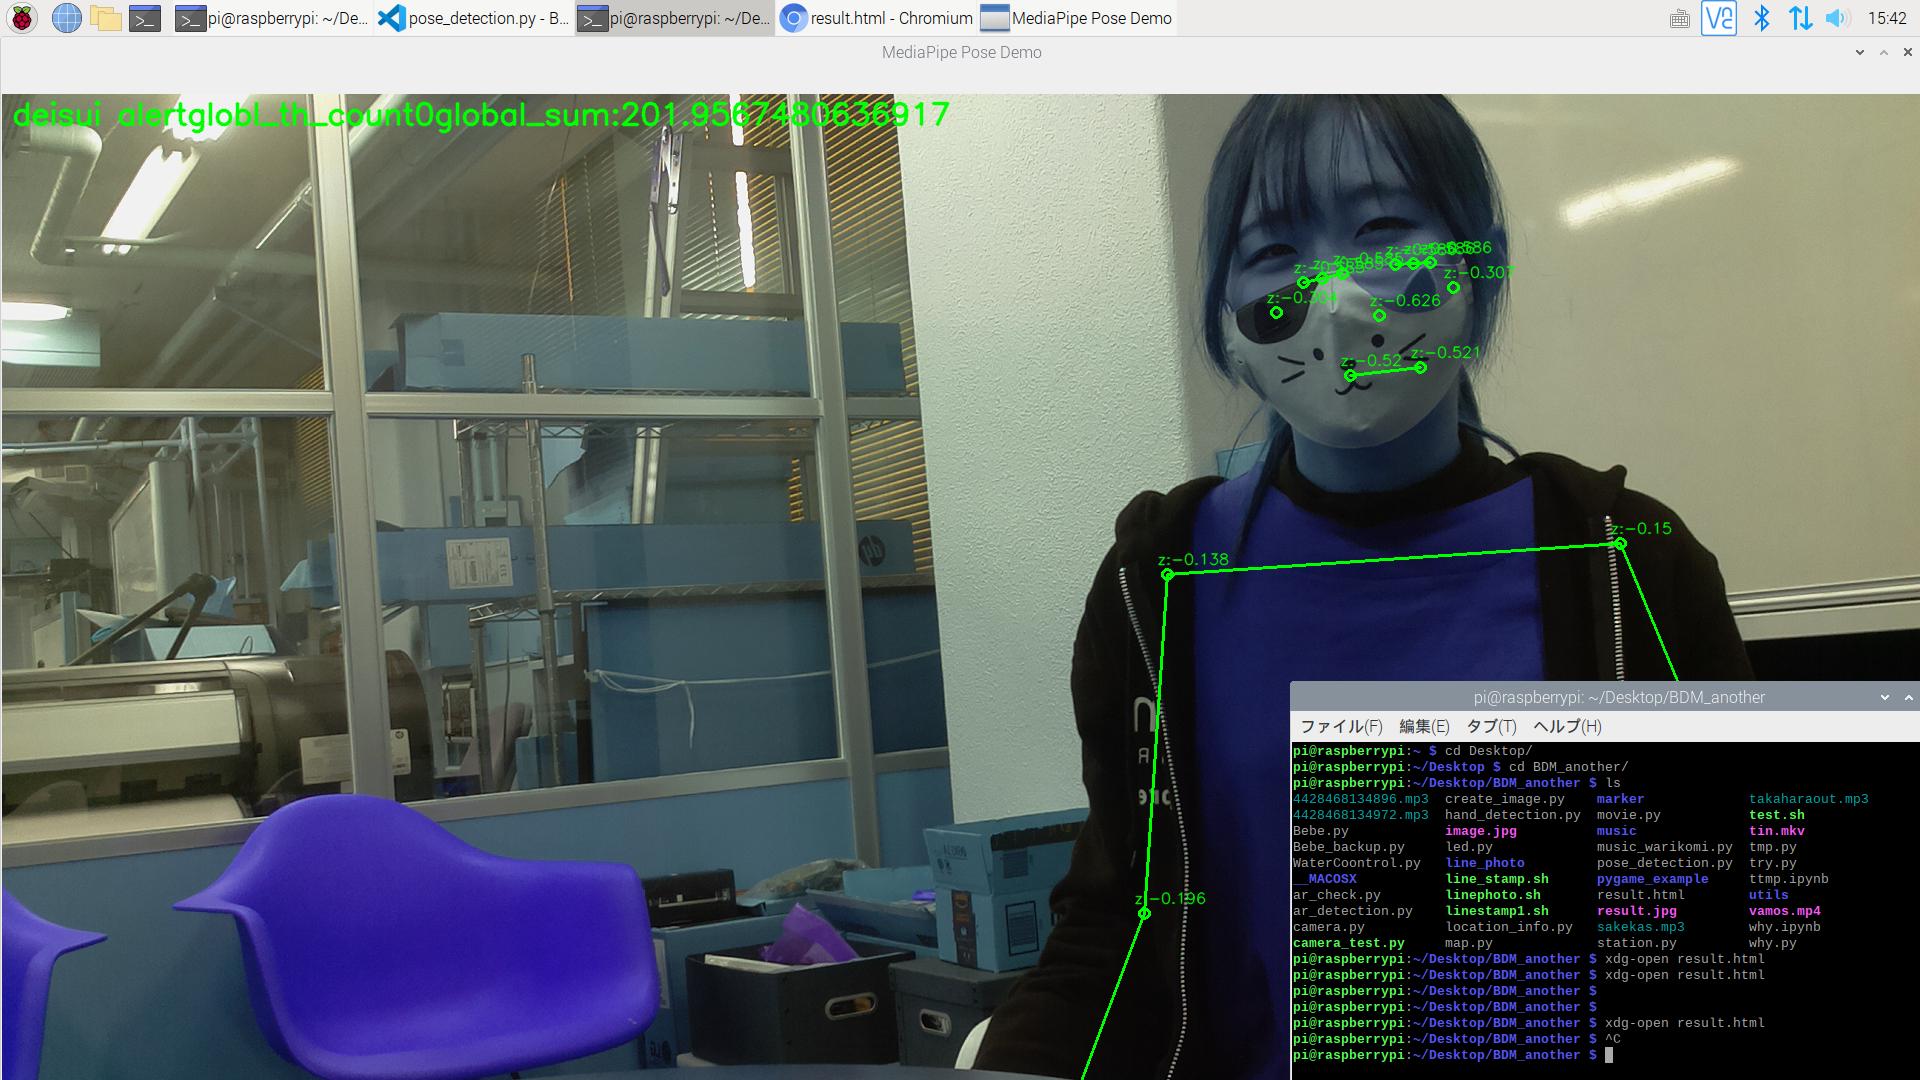 pi@raspberrypi: ~/De...
pose_detection.py - B...
pi@raspberrypi: ~/De...
result.html - Chromium
MediaPipe Pose Demo
15:42
MediaPipe Pose Demo
deisui alertglobl_th_count0global_sum:201.9567480636917
z:-0.307
z:-0.304
z:-0.626
z:-0.52
z:-0.521
z:-0.15
z:-0.138
z:-0.196
hp
pi@raspberrypi: ~/Desktop/BDM_another
ファイル(F) 編集(E) タブ(T) ヘルプ(H)
pi@raspberrypi:~ $ cd Desktop/
pi@raspberrypi:~/Desktop $ cd BDM_another/
pi@raspberrypi:~/Desktop/BDM_another $ ls
4428468134896.mp3 create_image.py marker takaharaout.mp3
4428468134972.mp3 hand_detection.py movie.py test.sh
Bebe.py image.jpg music tin.mkv
Bebe_backup.py led.py music_warikomi.py tmp.py
WaterCoontrol.py line_photo pose_detection.py try.py
__MACOSX line_stamp.sh pygame_example ttmp.ipynb
ar_check.py linephoto.sh result.html utils
ar_detection.py linestamp1.sh result.jpg vamos.mp4
camera.py location_info.py sakekas.mp3 why.ipynb
camera_test.py map.py station.py why.py
pi@raspberrypi:~/Desktop/BDM_another $ xdg-open result.html
pi@raspberrypi:~/Desktop/BDM_another $ xdg-open result.html
pi@raspberrypi:~/Desktop/BDM_another $
pi@raspberrypi:~/Desktop/BDM_another $
pi@raspberrypi:~/Desktop/BDM_another $ xdg-open result.html
pi@raspberrypi:~/Desktop/BDM_another $ ^C
pi@raspberrypi:~/Desktop/BDM_another $